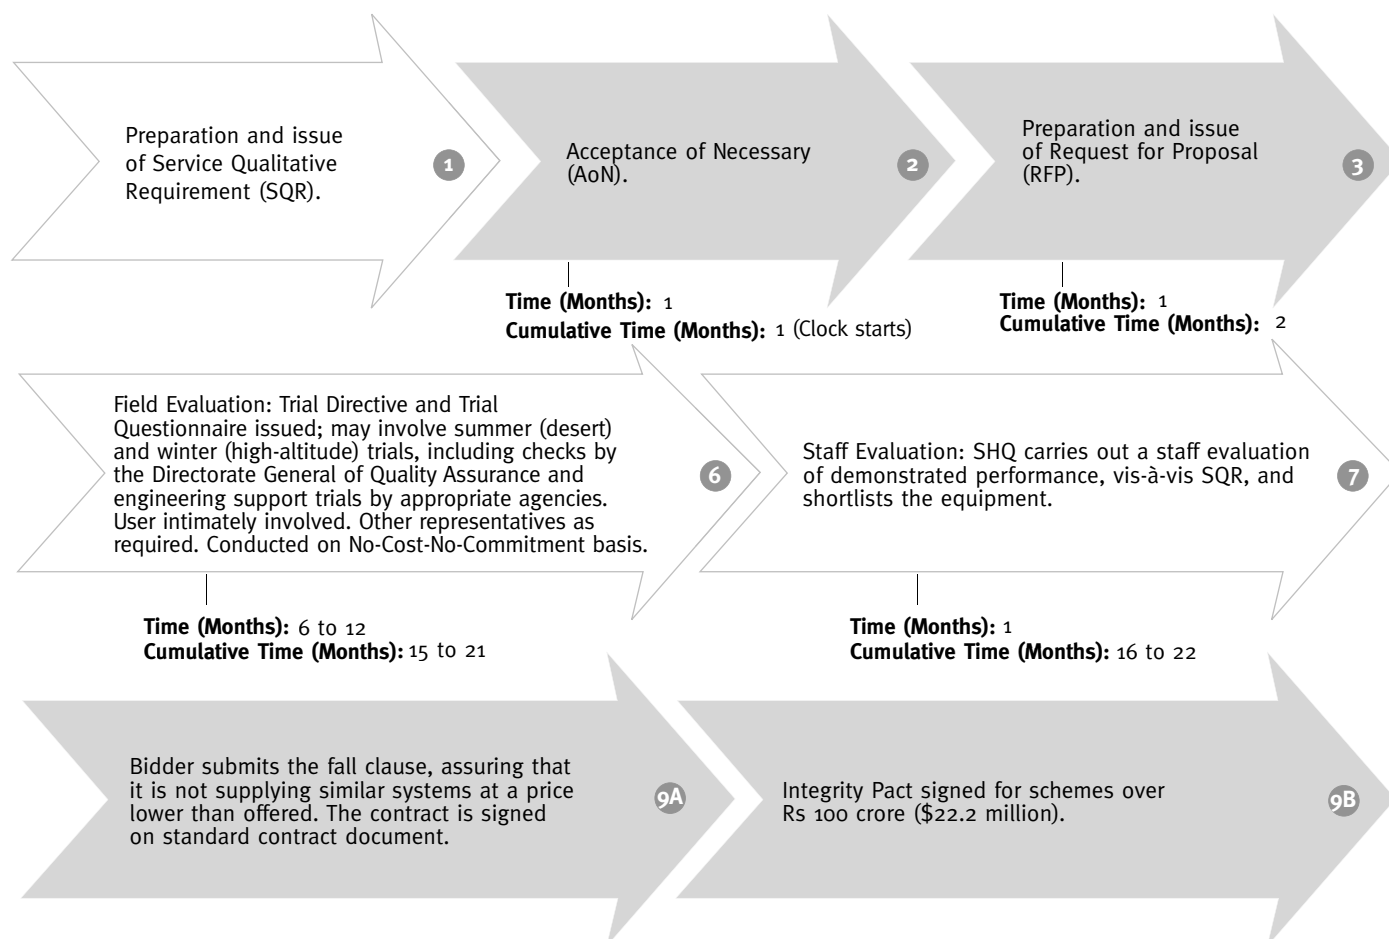 Preparation and issue
of Service Qualitative
Requirement (SQR).
1
Acceptance of Necessary
(AoN).
2
Preparation and issue
of Request for Proposal
(RFP).
3
Time (Months): 1
Cumulative Time (Months): 1 (Clock starts)
Time (Months): 1
Cumulative Time (Months): 2
Field Evaluation: Trial Directive and Trial
Questionnaire issued; may involve summer (desert)
and winter (high-altitude) trials, including checks by
the Directorate General of Quality Assurance and
engineering support trials by appropriate agencies.
User intimately involved. Other representatives as
required. Conducted on No-Cost-No-Commitment basis.
6
Staff Evaluation: SHQ carries out a staff evaluation
of demonstrated performance, vis-à-vis SQR, and
shortlists the equipment.
7
Time (Months): 6 to 12
Cumulative Time (Months): 15 to 21
Time (Months): 1
Cumulative Time (Months): 16 to 22
Bidder submits the fall clause, assuring that
it is not supplying similar systems at a price
lower than offered. The contract is signed
on standard contract document.
9A
Integrity Pact signed for schemes over
Rs 100 crore ($22.2 million).
9B